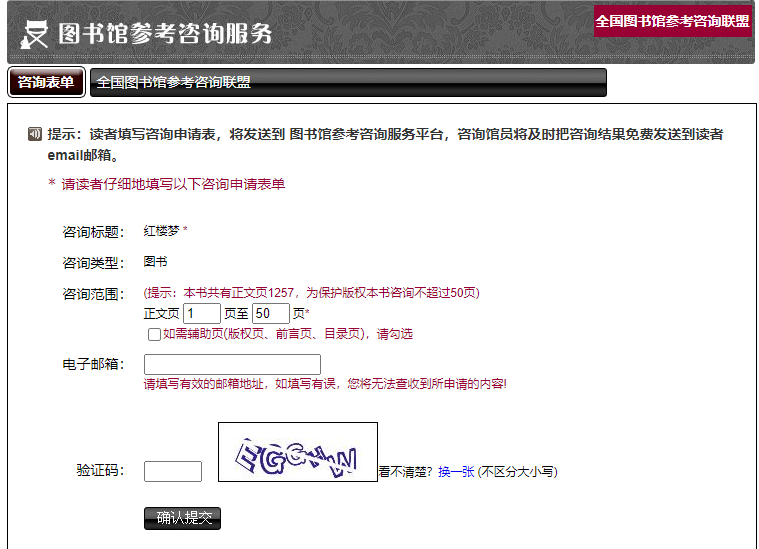 图书馆参考咨询服务
全国图书馆参考咨询联盟
咨询表单
全国图书馆参考咨询联盟
提示：读者填写咨询申请表，将发送到 图书馆参考咨询服务平台，咨询馆员将及时把咨询结果免费发送到读者
email邮箱。
* 请读者仔细地填写以下咨询申请表单
咨询标题： 红楼梦 *
咨询类型： 图书
咨询范围： (提示：本书共有正文页1257，为保护版权本书咨询不超过50页)
正文页 1 页至 50 页*
如需辅助页(版权页、前言页、目录页)，请勾选
电子邮箱：
请填写有效的邮箱地址，如填写有误，您将无法查收到所申请的内容!
验证码： 看不清楚? 换一张 (不区分大小写)
确认提交